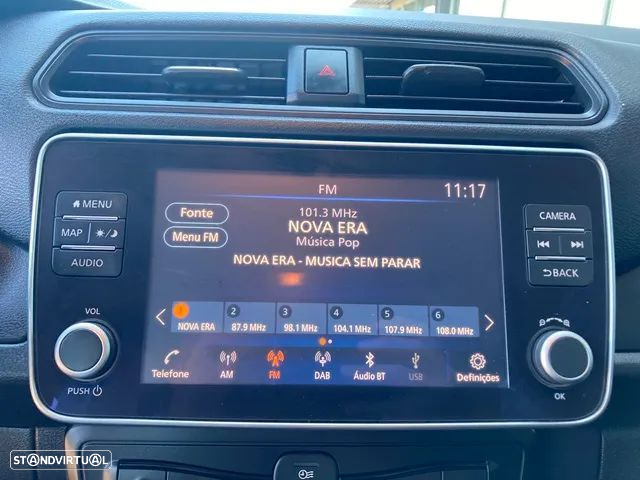 FM
11:17
Fonte
101.3 MHz
NOVA ERA
Música Pop
Menu FM
NOVA ERA - MUSICA SEM PARAR
1 NOVA ERA
2 87.9 MHz
3 98.1 MHz
4 104.1 MHz
5 107.9 MHz
6 108.0 MHz
Telefone
AM
FM
DAB
Áudio BT
USB
Definições
MENU
MAP
AUDIO
VOL
PUSH
CAMERA
BACK
OK
STANDVIRTUAL